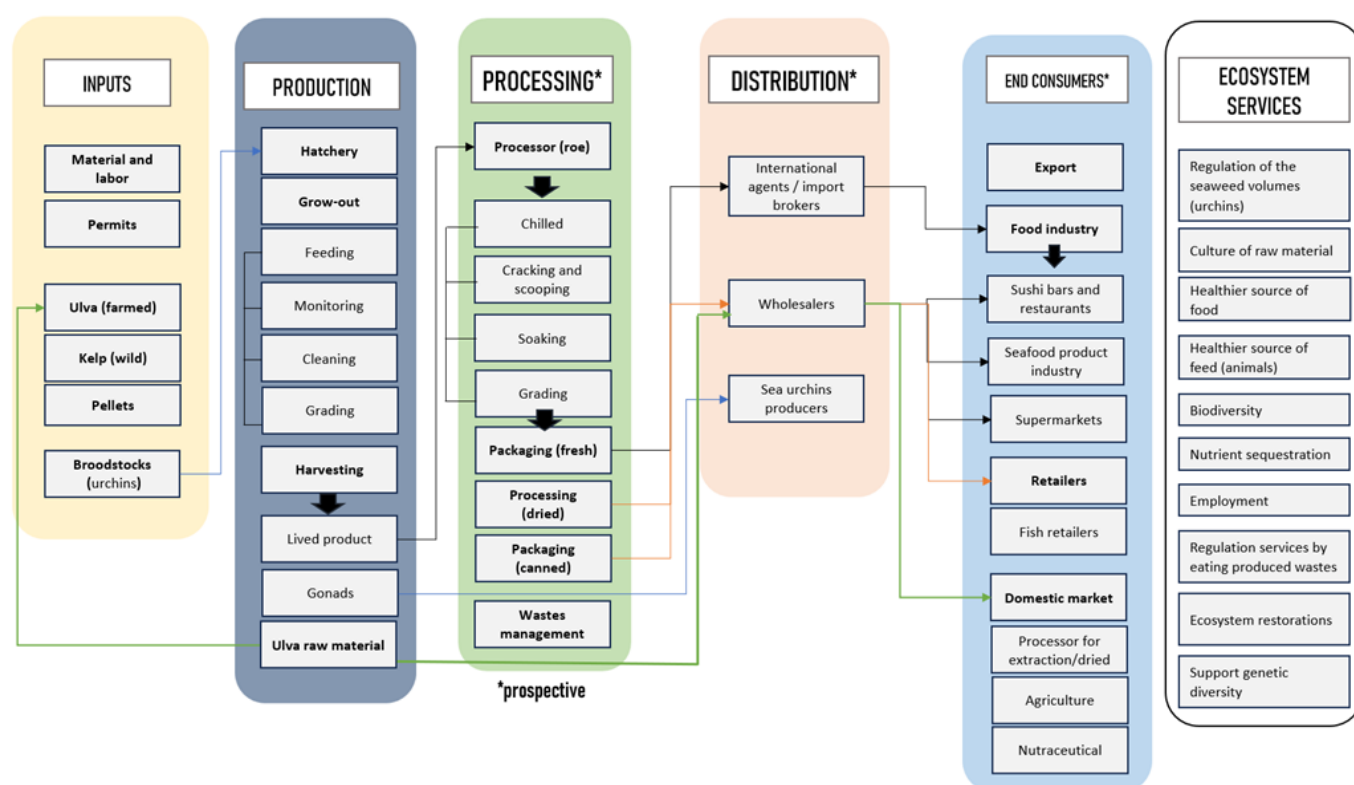 INPUTS
Material and
labor
Permits
Ulva (farmed)
Kelp (wild)
Pellets
Broodstocks
(urchins)
PRODUCTION
Hatchery
Grow-out
Feeding
Monitoring
Cleaning
Grading
Harvesting
Lived product
Gonads
Ulva raw material
PROCESSING*
Processor (roe)
Chilled
Cracking and
scooping
Soaking
Grading
Packaging (fresh)
Processing
(dried)
Packaging
(canned)
Wastes
management
*prospective
DISTRIBUTION*
International
agents / import
brokers
Wholesalers
Sea urchins
producers
END CONSUMERS*
Export
Food industry
Sushi bars and
restaurants
Seafood product
industry
Supermarkets
Retailers
Fish retailers
Domestic market
Processor for
extraction/dried
Agriculture
Nutraceutical
ECOSYSTEM
SERVICES
Regulation of the
seaweed volumes
(urchins)
Culture of raw material
Healthier source of
food
Healthier source of
feed (animals)
Biodiversity
Nutrient sequestration
Employment
Regulation services by
eating produced wastes
Ecosystem restorations
Support genetic
diversity